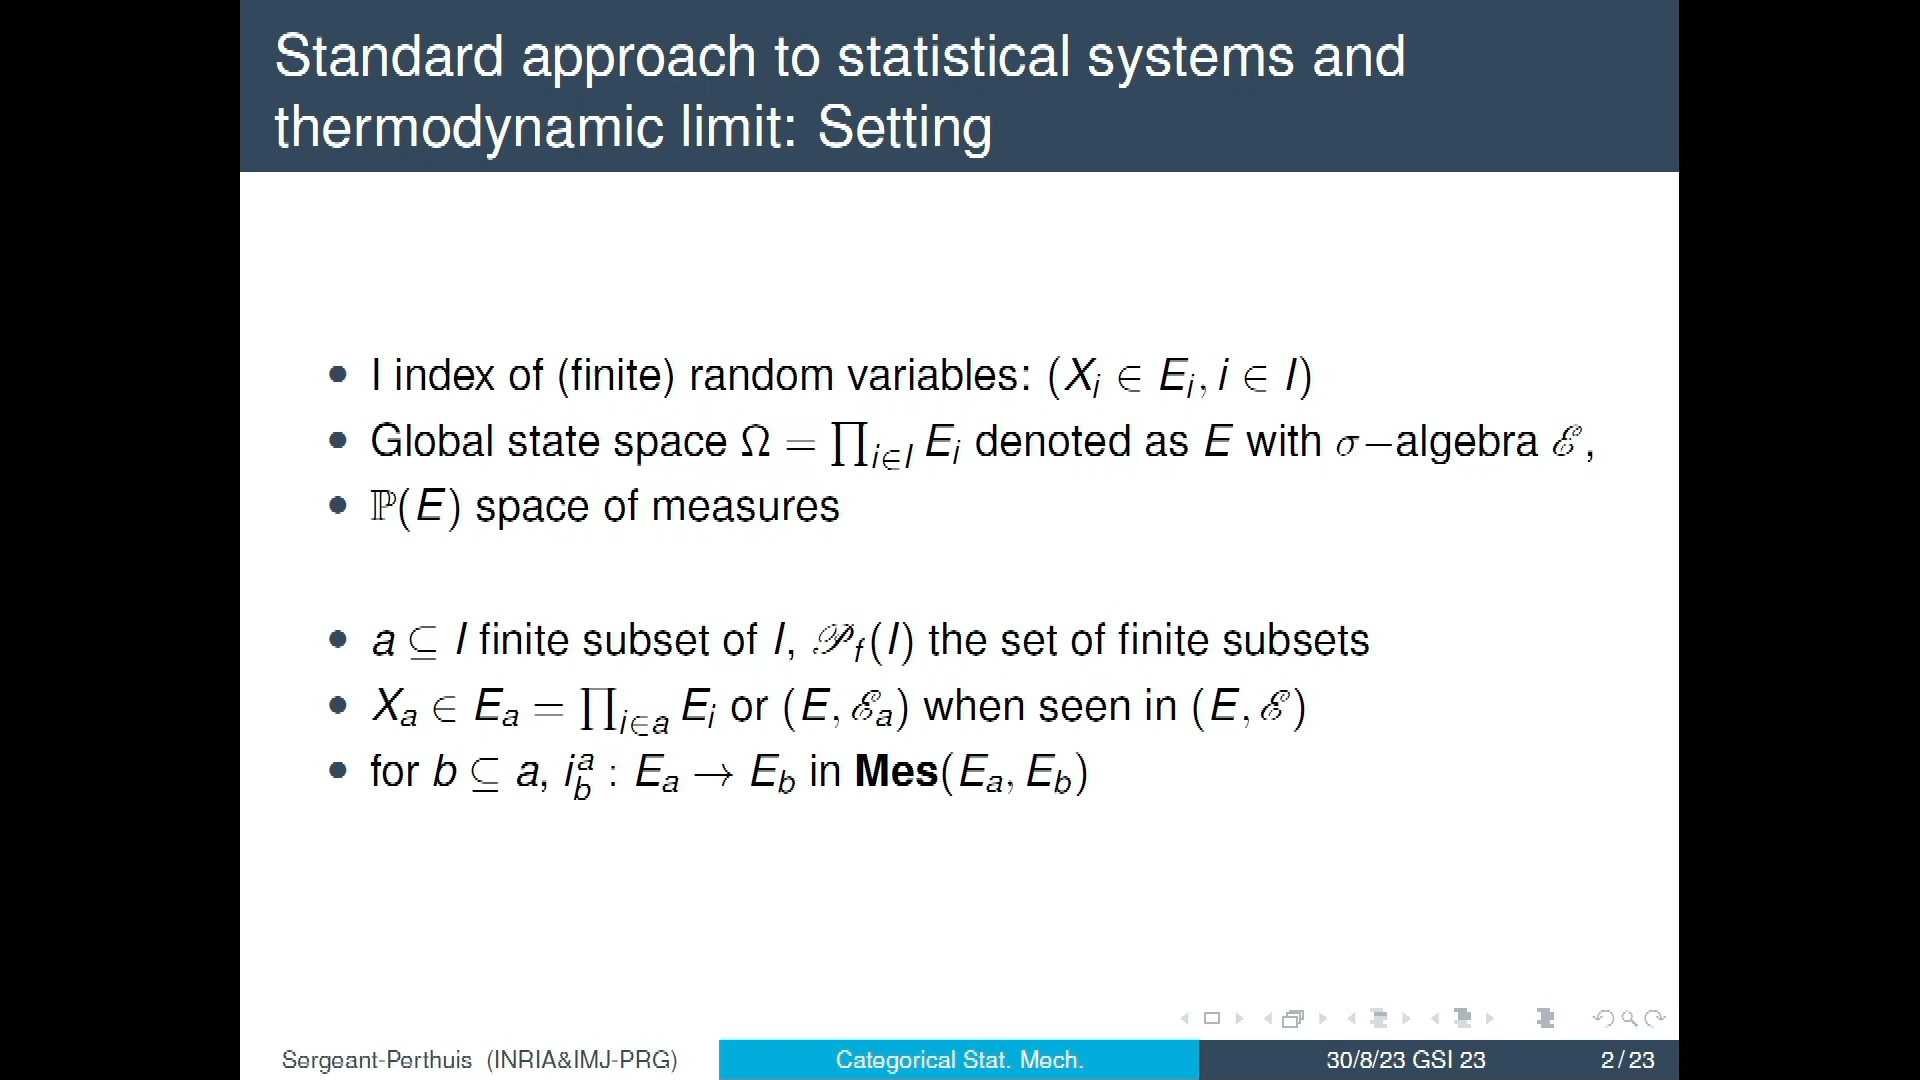 Standard approach to statistical systems and
thermodynamic limit: Setting
• I index of (finite) random variables: (X_i ∈ E_i, i ∈ I)
• Global state space Ω = ∏_{i∈I} E_i denoted as E with σ−algebra ℰ,
• ℙ(E) space of measures
• a ⊆ I finite subset of I, 𝒫_f(I) the set of finite subsets
• X_a ∈ E_a = ∏_{i∈a} E_i or (E, ℰ_a) when seen in (E, ℰ)
• for b ⊆ a, i^a_b : E_a → E_b in Mes(E_a, E_b)
Sergeant-Perthuis (INRIA&IMJ-PRG) Categorical Stat. Mech. 30/8/23 GSI 23 2 / 23